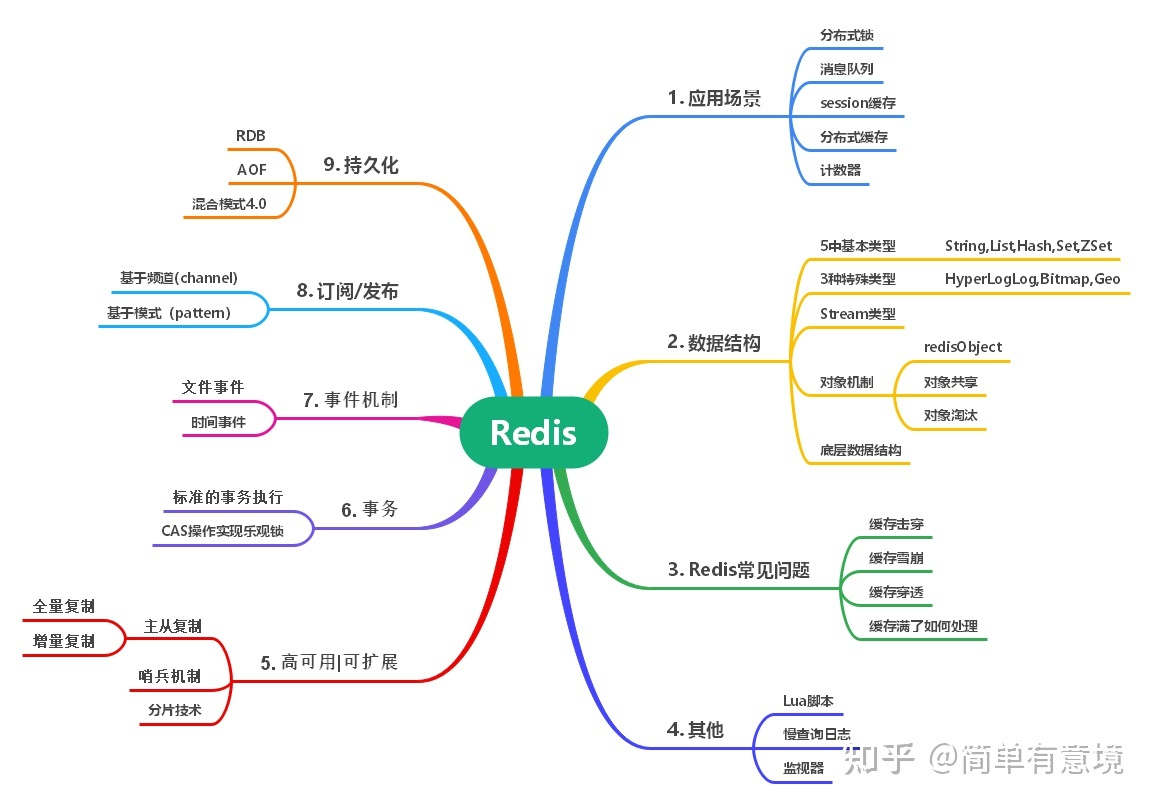 Redis
1. 应用场景
分布式锁
消息队列
session缓存
分布式缓存
计数器
2. 数据结构
5中基本类型 String,List,Hash,Set,ZSet
3种特殊类型 HyperLogLog,Bitmap,Geo
Stream类型
对象机制
redisObject
对象共享
对象淘汰
底层数据结构
3. Redis常见问题
缓存击穿
缓存雪崩
缓存穿透
缓存满了如何处理
4. 其他
Lua脚本
慢查询日志
监视器
5. 高可用|可扩展
主从复制
全量复制
增量复制
哨兵机制
分片技术
6. 事务
标准的事务执行
CAS操作实现乐观锁
7. 事件机制
文件事件
时间事件
8. 订阅/发布
基于频道(channel)
基于模式（pattern）
9. 持久化
RDB
AOF
混合模式4.0
知乎 @简单有意境